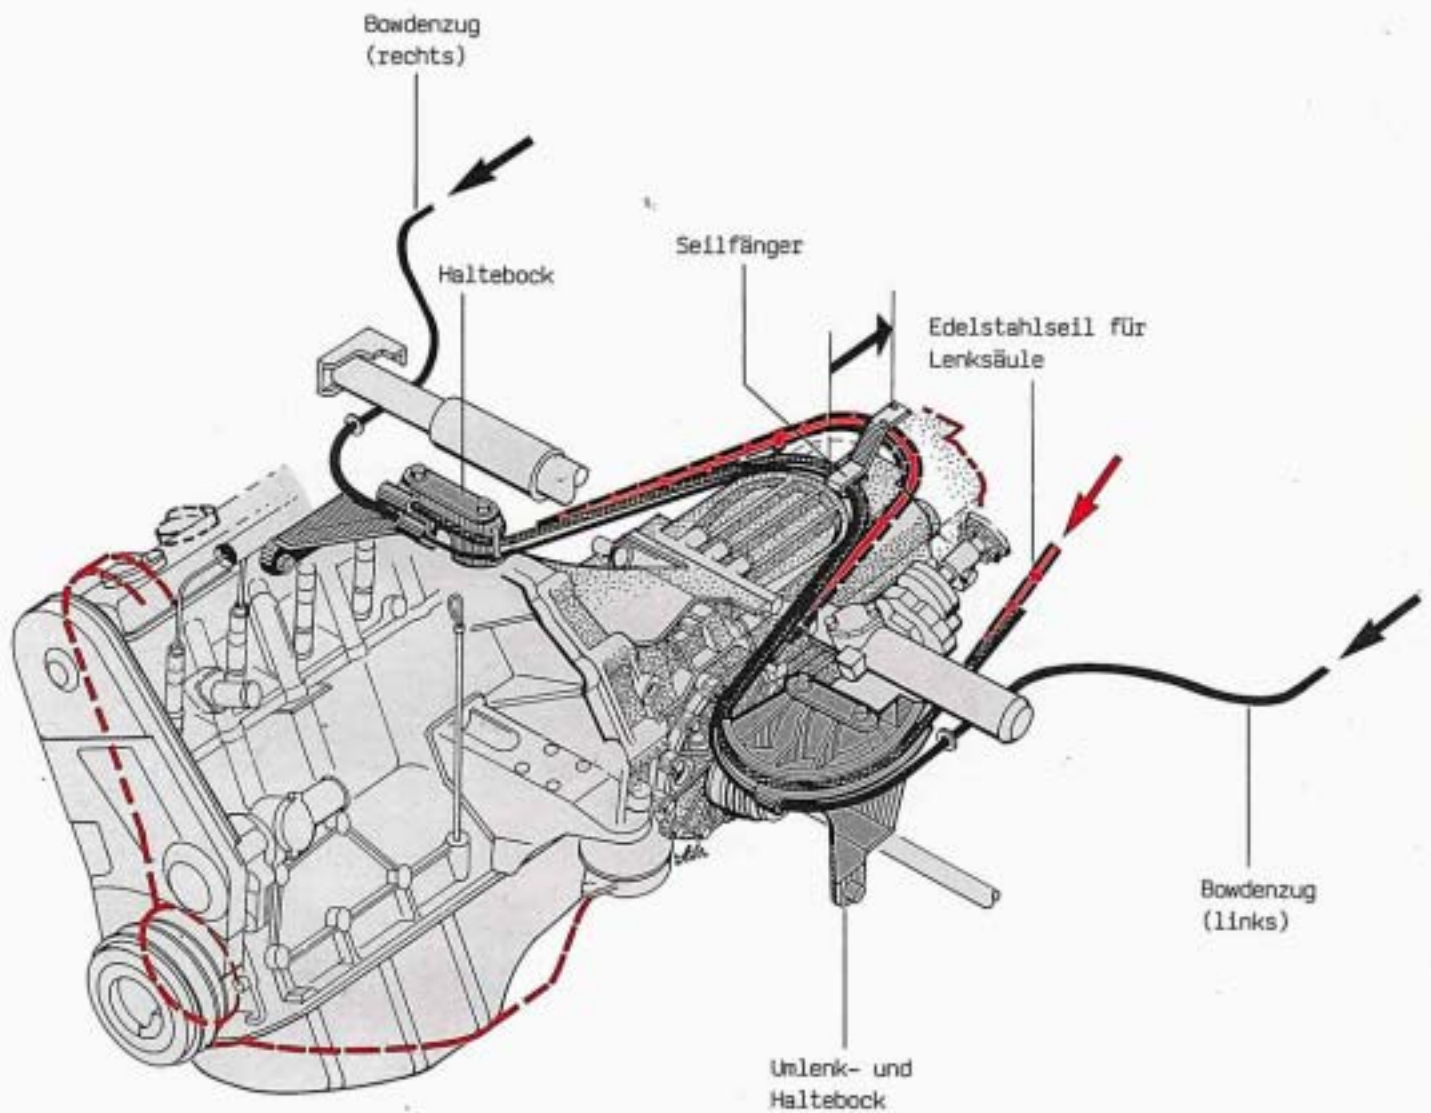 Bowdenzug
(rechts)
Haltebock
Seilfänger
Edelstahlseil für
Lenksäule
Bowdenzug
(links)
Umlenk- und
Haltebock